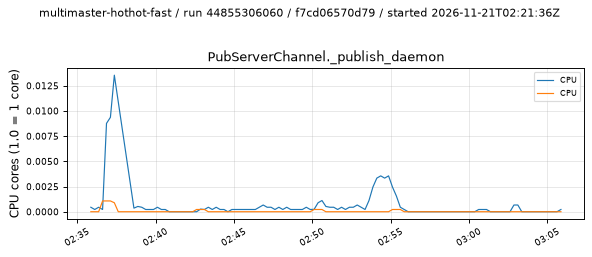 multimaster-hothot-fast / run 44855306060 / f7cd06570d79 / started 2026-11-21T02:21:36Z
PubServerChannel._publish_daemon
CPU cores (1.0 = 1 core)
0.0125
0.0100
0.0075
0.0050
0.0025
0.0000
CPU
CPU
02:35
02:40
02:45
02:50
02:55
03:00
03:05